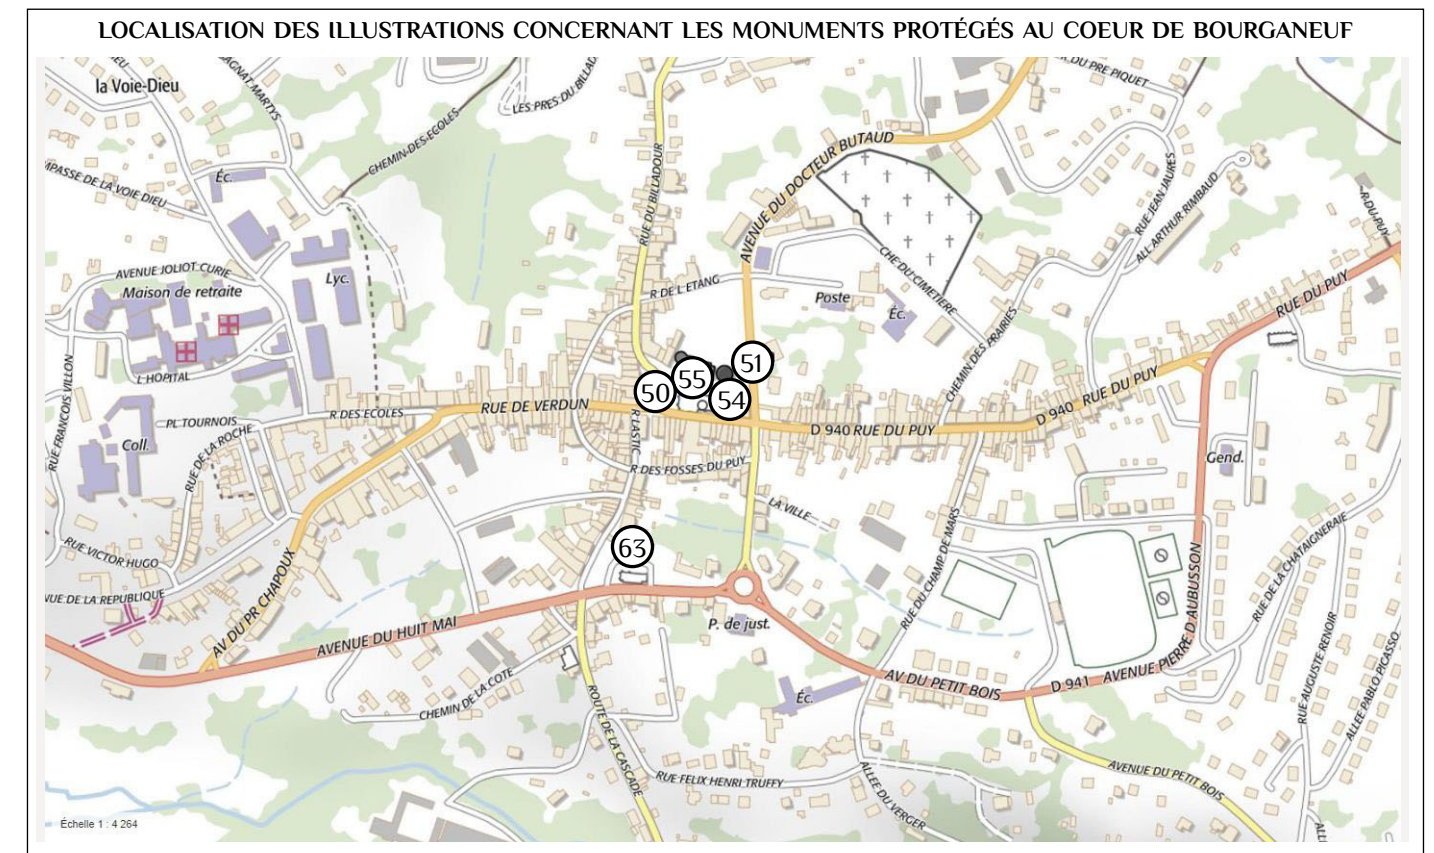 LOCALISATION DES ILLUSTRATIONS CONCERNANT LES MONUMENTS PROTÉGÉS AU COEUR DE BOURGANEUF
la Voie-Dieu
AGNAT-MARTYS
CHEMIN-DES-ECOLES
LES PRES DU BILLAD
DU PRE PIQUET
IMPASSE DE LA VOIE DIEU
Éc.
RUE DU BILLADOUR
AVENUE DU DOCTEUR BUTAUD
RUE JEAN JAURES
ALL ARTHUR RIMBAUD
R-DU-PUY
AVENUE JOLIOT CURIE
Maison de retraite
Lyc.
R DE L'ETANG
Poste
Éc.
CHE-DU-CIMETIERE
RUE DU PUY
CHEMIN-DES-PRAIRIES
L'HOPITAL
RUE FRANCOIS VILLON
50
55
51
54
R DES ECOLES
RUE DE VERDUN
PL TOURNOIS
Coll.
RUE-DE-LA-ROCHE
R LASTIC
D 940 RUE DU PUY
D 940 RUE DU PUY
R DES FOSSES DU PUY
Gend.
LA VILLE
RUE VICTOR HUGO
63
RUE DU CHAMP DE MARS
RUE DE LA CHATAIGNERAIE
UE DE LA REPUBLIQUE
AV DU PR CHAPOUX
AVENUE DU HUIT MAI
P. de just.
AV DU PETIT BOIS
D 941 AVENUE PIERRE D AUBUSSON
Éc.
CHEMIN DE LA COTE
ROUTE DE LA CASCADE
RUE FELIX HENRI TRUFFY
ALLEE DU VERGER
AVENUE DU PETIT BOIS
RUE AUGUSTE RENOIR
ALLEE PABLO PICASSO
ALL
Échelle 1 : 4 264